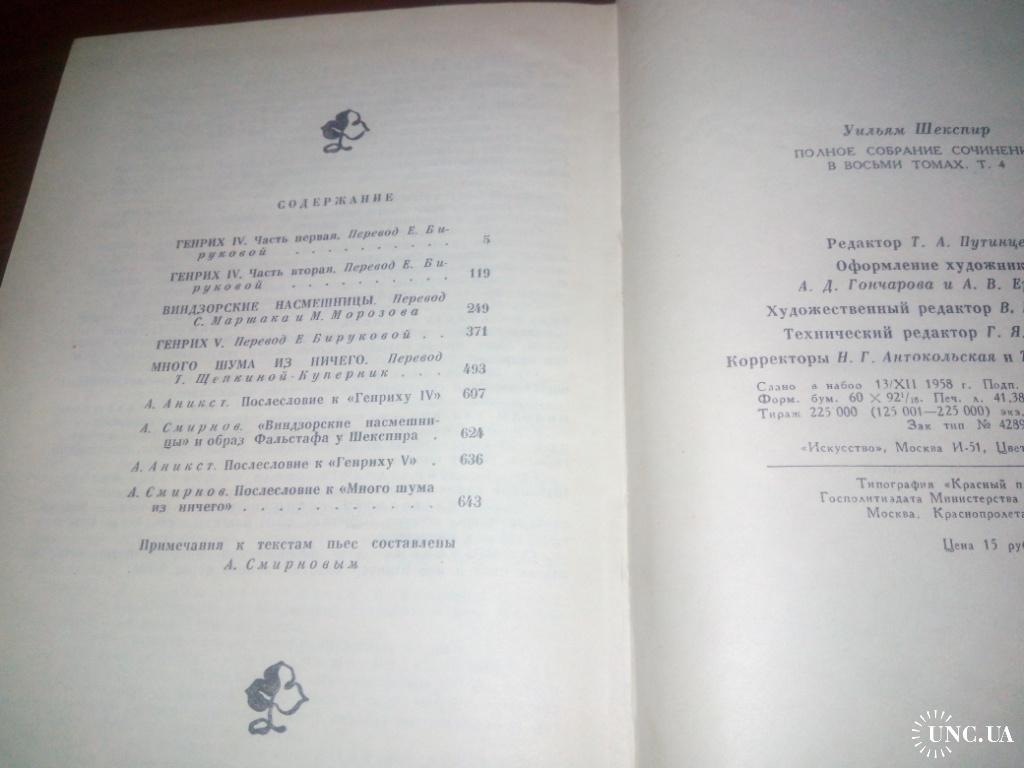 СОДЕРЖАНИЕ
ГЕНРИХ IV. Часть первая. Перевод Е. Би-
руковой . . . . . . . . . . 5
ГЕНРИХ IV. Часть вторая. Перевод Е. Би-
руковой . . . . . . . . . . 119
ВИНДЗОРСКИЕ НАСМЕШНИЦЫ. Перевод
С. Маршака и М. Морозова 249
ГЕНРИХ V. Перевод Е. Бируковой . . 371
МНОГО ШУМА ИЗ НИЧЕГО. Перевод
Т. Щепкиной-Куперник . . . 493
А. Аникст. Послесловие к «Генриху IV» 607
А. Смирнов. «Виндзорские насмешни-
цы» и образ Фальстафа у Шекспира . 624
А. Аникст. Послесловие к «Генриху V» . 636
А. Смирнов. Послесловие к «Много шума
из ничего» . . . . . . . . . . . 643
Примечания к текстам пьес составлены
А. Смирновым
Уильям Шекспир
ПОЛНОЕ СОБРАНИЕ СОЧИНЕНИ
В ВОСЬМИ ТОМАХ. Т. 4
Редактор Т. А. Путинце
Оформление художник
А. Д. Гончарова и А. В. Е
Художественный редактор В.
Технический редактор Г. Я
Корректоры Н. Г. Антокольская и
Сдано в набор 13/XII 1958 г. Подп.
Форм. бум. 60 × 92¹/₁₆. Печ. л. 41,38
Тираж 225 000 (125 001—225 000) экз.
Зак тип № 4289
«Искусство», Москва И-51, Цвет
Типография «Красный п
Госполитиздата Министерства
Москва, Краснопролета
Цена 15 руб
UNC.UA